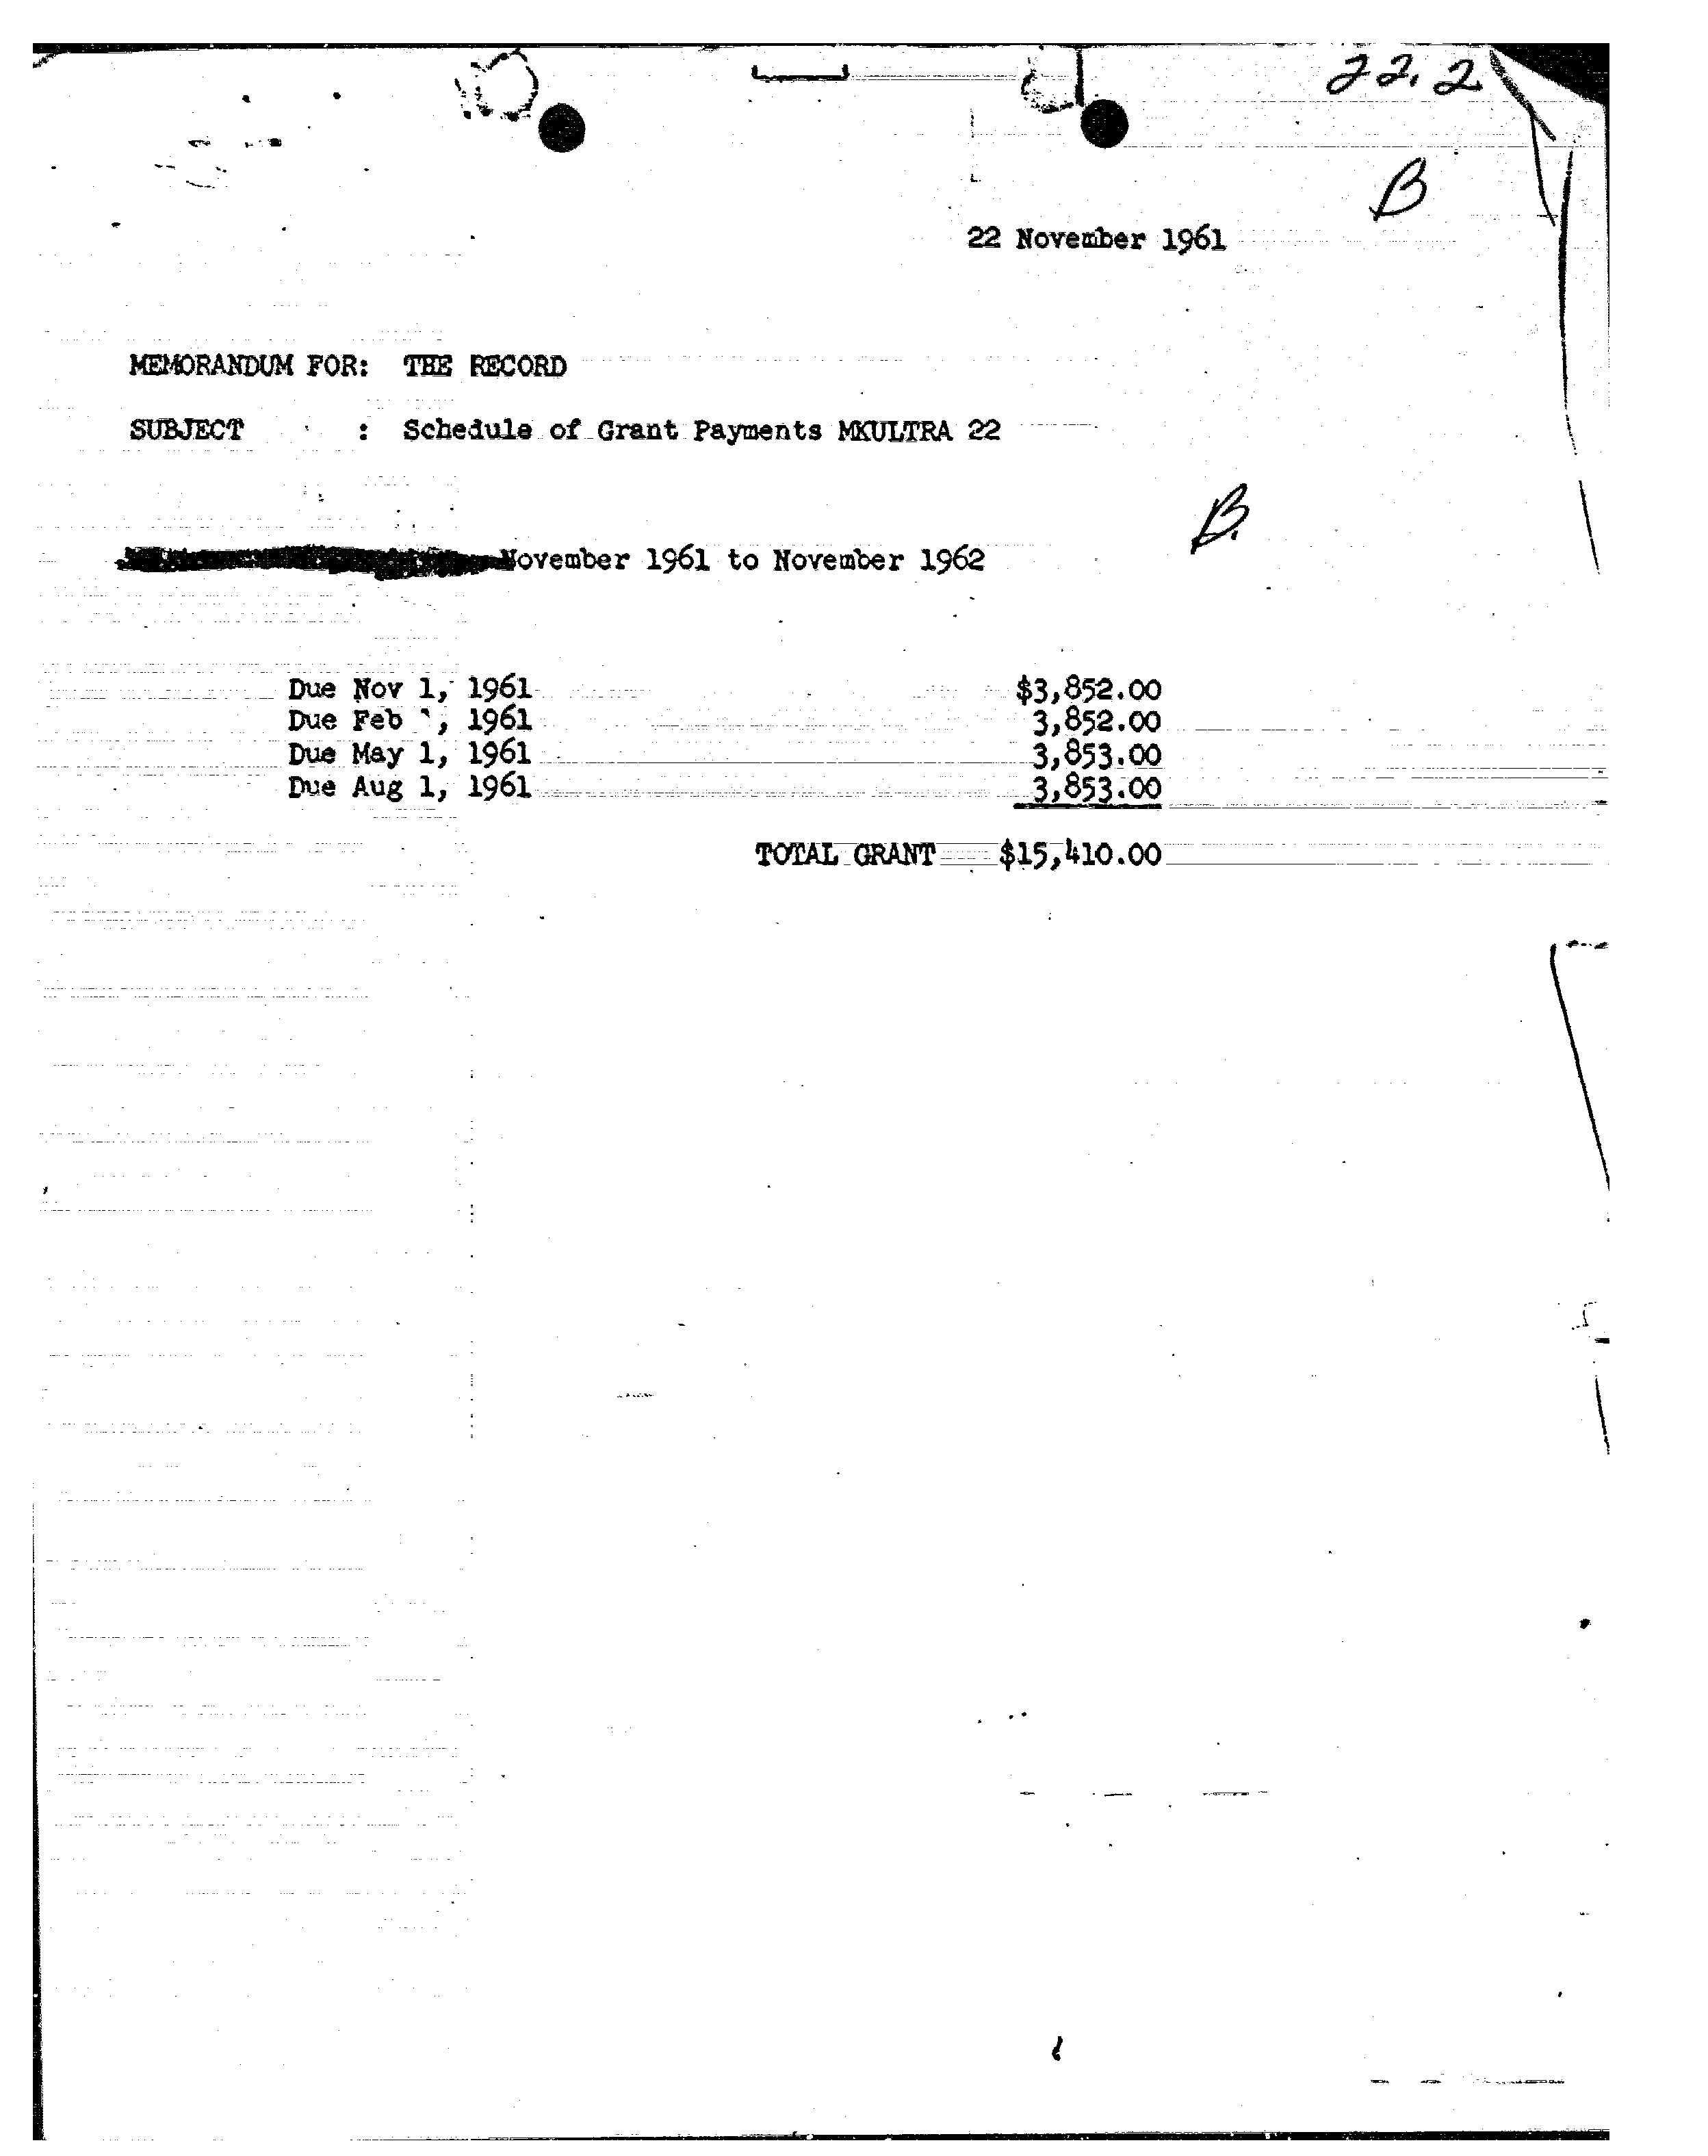 22.2
B
22 November 1961
MEMORANDUM FOR: THE RECORD
SUBJECT : Schedule of Grant Payments MKULTRA 22
B.
November 1961 to November 1962
Due Nov 1, 1961 $3,852.00
Due Feb , 1961 3,852.00
Due May 1, 1961 3,853.00
Due Aug 1, 1961 3,853.00
TOTAL GRANT $15,410.00